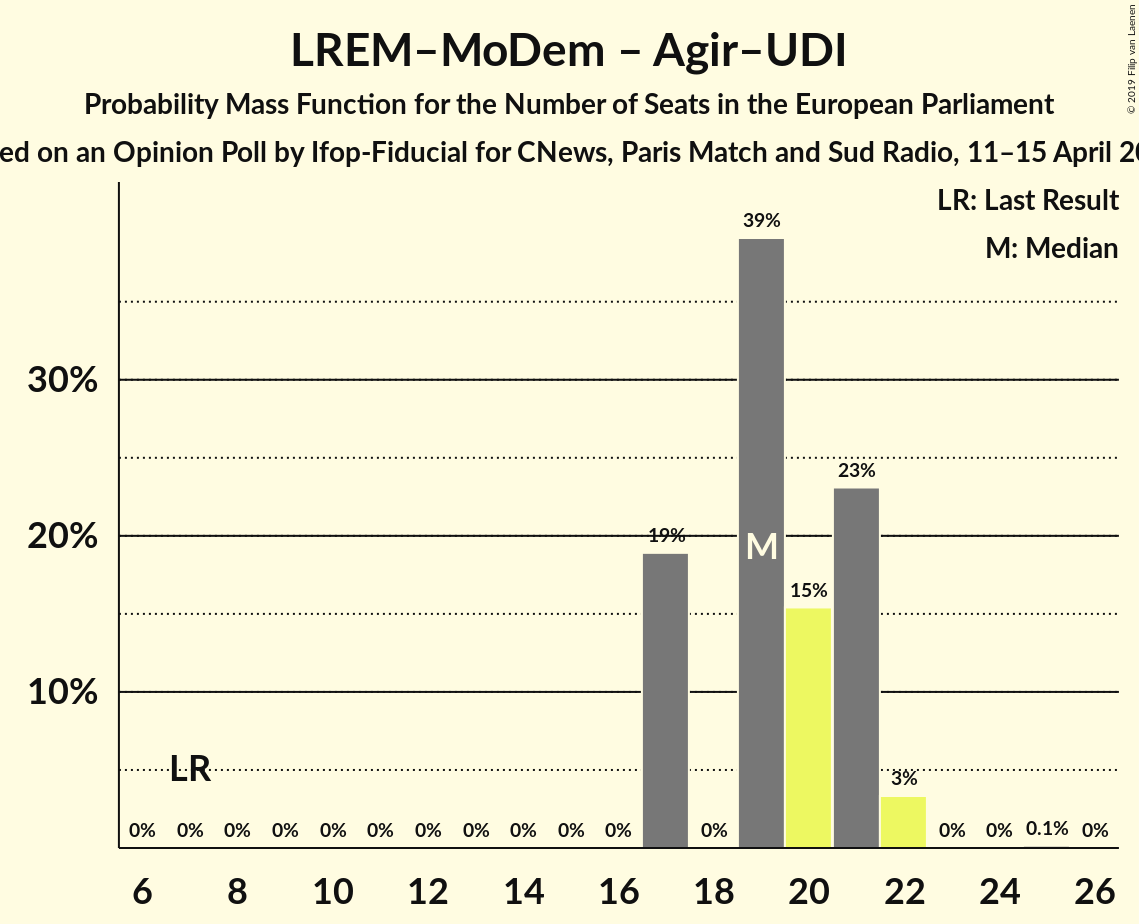 LREM–MoDem – Agir–UDI
Probability Mass Function for the Number of Seats in the European Parliament
ed on an Opinion Poll by Ifop-Fiducial for CNews, Paris Match and Sud Radio, 11–15 April 20
© 2019 Filip van Laenen
LR: Last Result
M: Median
39%
30%
23%
20%
19%
M
15%
10%
LR
3%
0% 0% 0% 0% 0% 0% 0% 0% 0% 0% 0% 0% 0% 0% 0.1% 0%
6 8 10 12 14 16 18 20 22 24 26